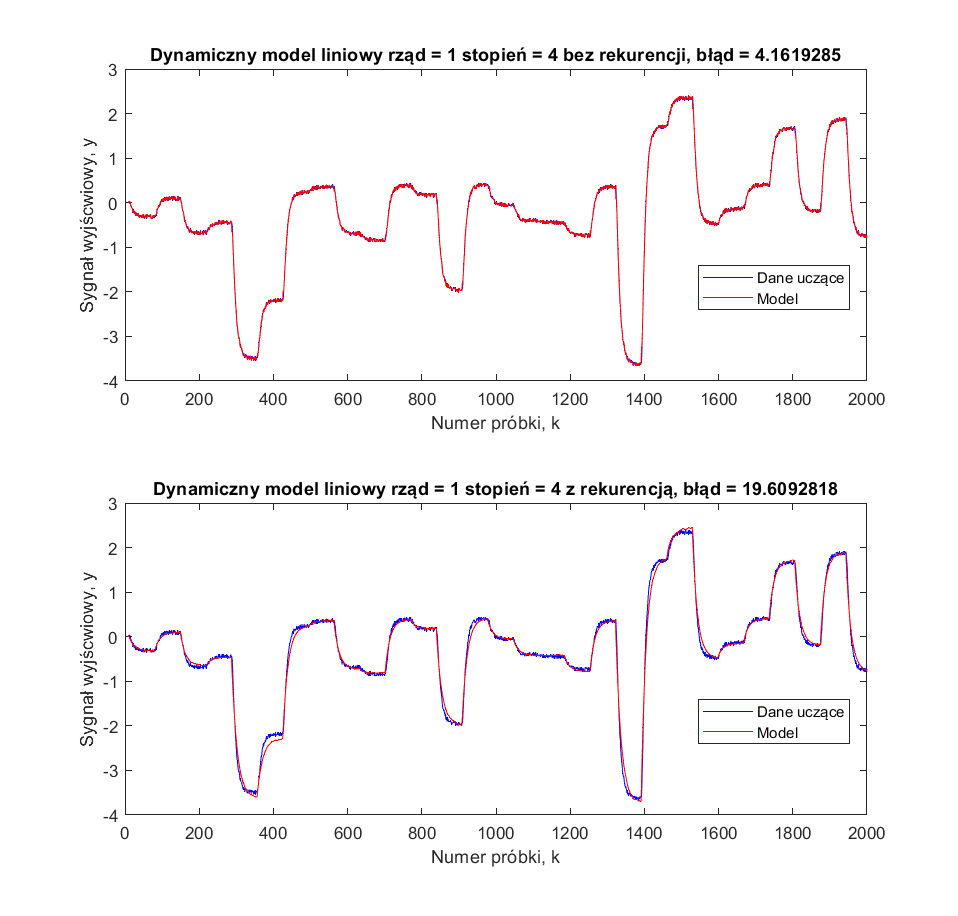 Dynamiczny model liniowy rząd = 1 stopień = 4 bez rekurencji, błąd = 4.1619285
3
2
1
0
-1
-2
-3
-4
Sygnał wyjścwiowy, y
Dane uczące
Model
0 200 400 600 800 1000 1200 1400 1600 1800 2000
Numer próbki, k
Dynamiczny model liniowy rząd = 1 stopień = 4 z rekurencją, błąd = 19.6092818
3
2
1
0
-1
-2
-3
-4
Sygnał wyjścwiowy, y
Dane uczące
Model
0 200 400 600 800 1000 1200 1400 1600 1800 2000
Numer próbki, k